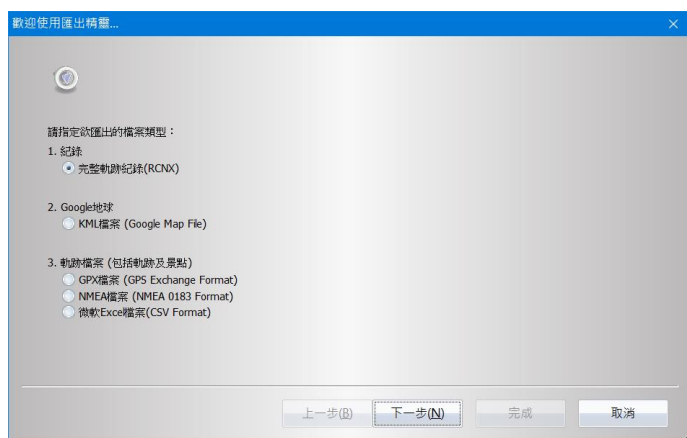 歡迎使用匯出精靈...
請指定欲匯出的檔案類型：
1. 紀錄
完整軌跡紀錄(RCNX)
2. Google地球
KML檔案 (Google Map File)
3. 軌跡檔案 (包括軌跡及景點)
GPX檔案 (GPS Exchange Format)
NMEA檔案 (NMEA 0183 Format)
微軟Excel檔案(CSV Format)
上一步(B) 下一步(N) 完成 取消